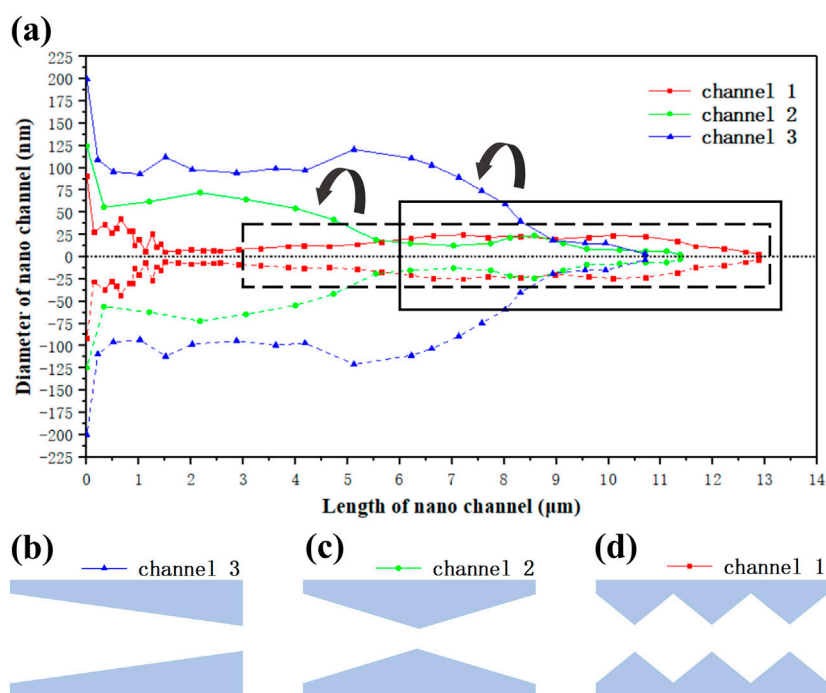 (a)
Diameter of nano channel (nm)
225
200
175
150
125
100
75
50
25
0
-25
-50
-75
-100
-125
-150
-175
-200
-225
channel 1
channel 2
channel 3
0 1 2 3 4 5 6 7 8 9 10 11 12 13 14
Length of nano channel (μm)
(b) channel 3
(c) channel 2
(d) channel 1